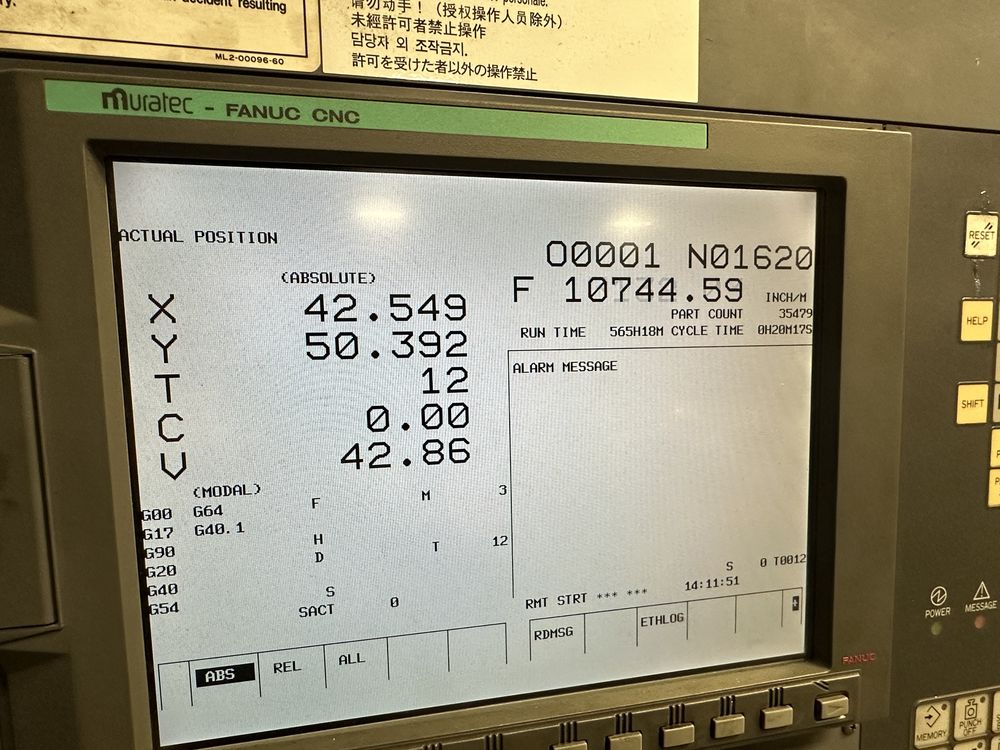 accident resulting
ML2-00096-60
请勿动手！（授权操作人员除外）
未經許可者禁止操作
담당자 외 조작금지.
許可を受けた者以外の操作禁止
muratec - FANUC CNC
ACTUAL POSITION
O0001 N01620
(ABSOLUTE)
F 10744.59 INCH/M
X 42.549
PART COUNT 35479
RUN TIME 565H18M CYCLE TIME 0H20M17S
Y 50.392
ALARM MESSAGE
T 12
C 0.00
V 42.86
(MODAL)
G00 G64 F M 3
G17 G40.1
G90 H T 12
G20 D
G40 S
G54 SACT 0
S 0 T0012
14:11:51
RMT STRT *** ***
ABS REL ALL
RDMSG ETHLOG +
FANUC
RESET
HELP
SHIFT
POWER
MESSAGE
MEMORY
PUNCH OFF